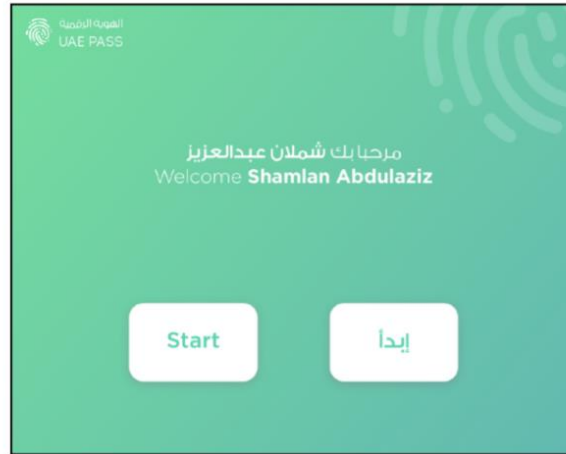 الهوية الرقمية
UAE PASS
مرحبا بك شملان عبدالعزيز
Welcome Shamlan Abdulaziz
Start
إبدأ